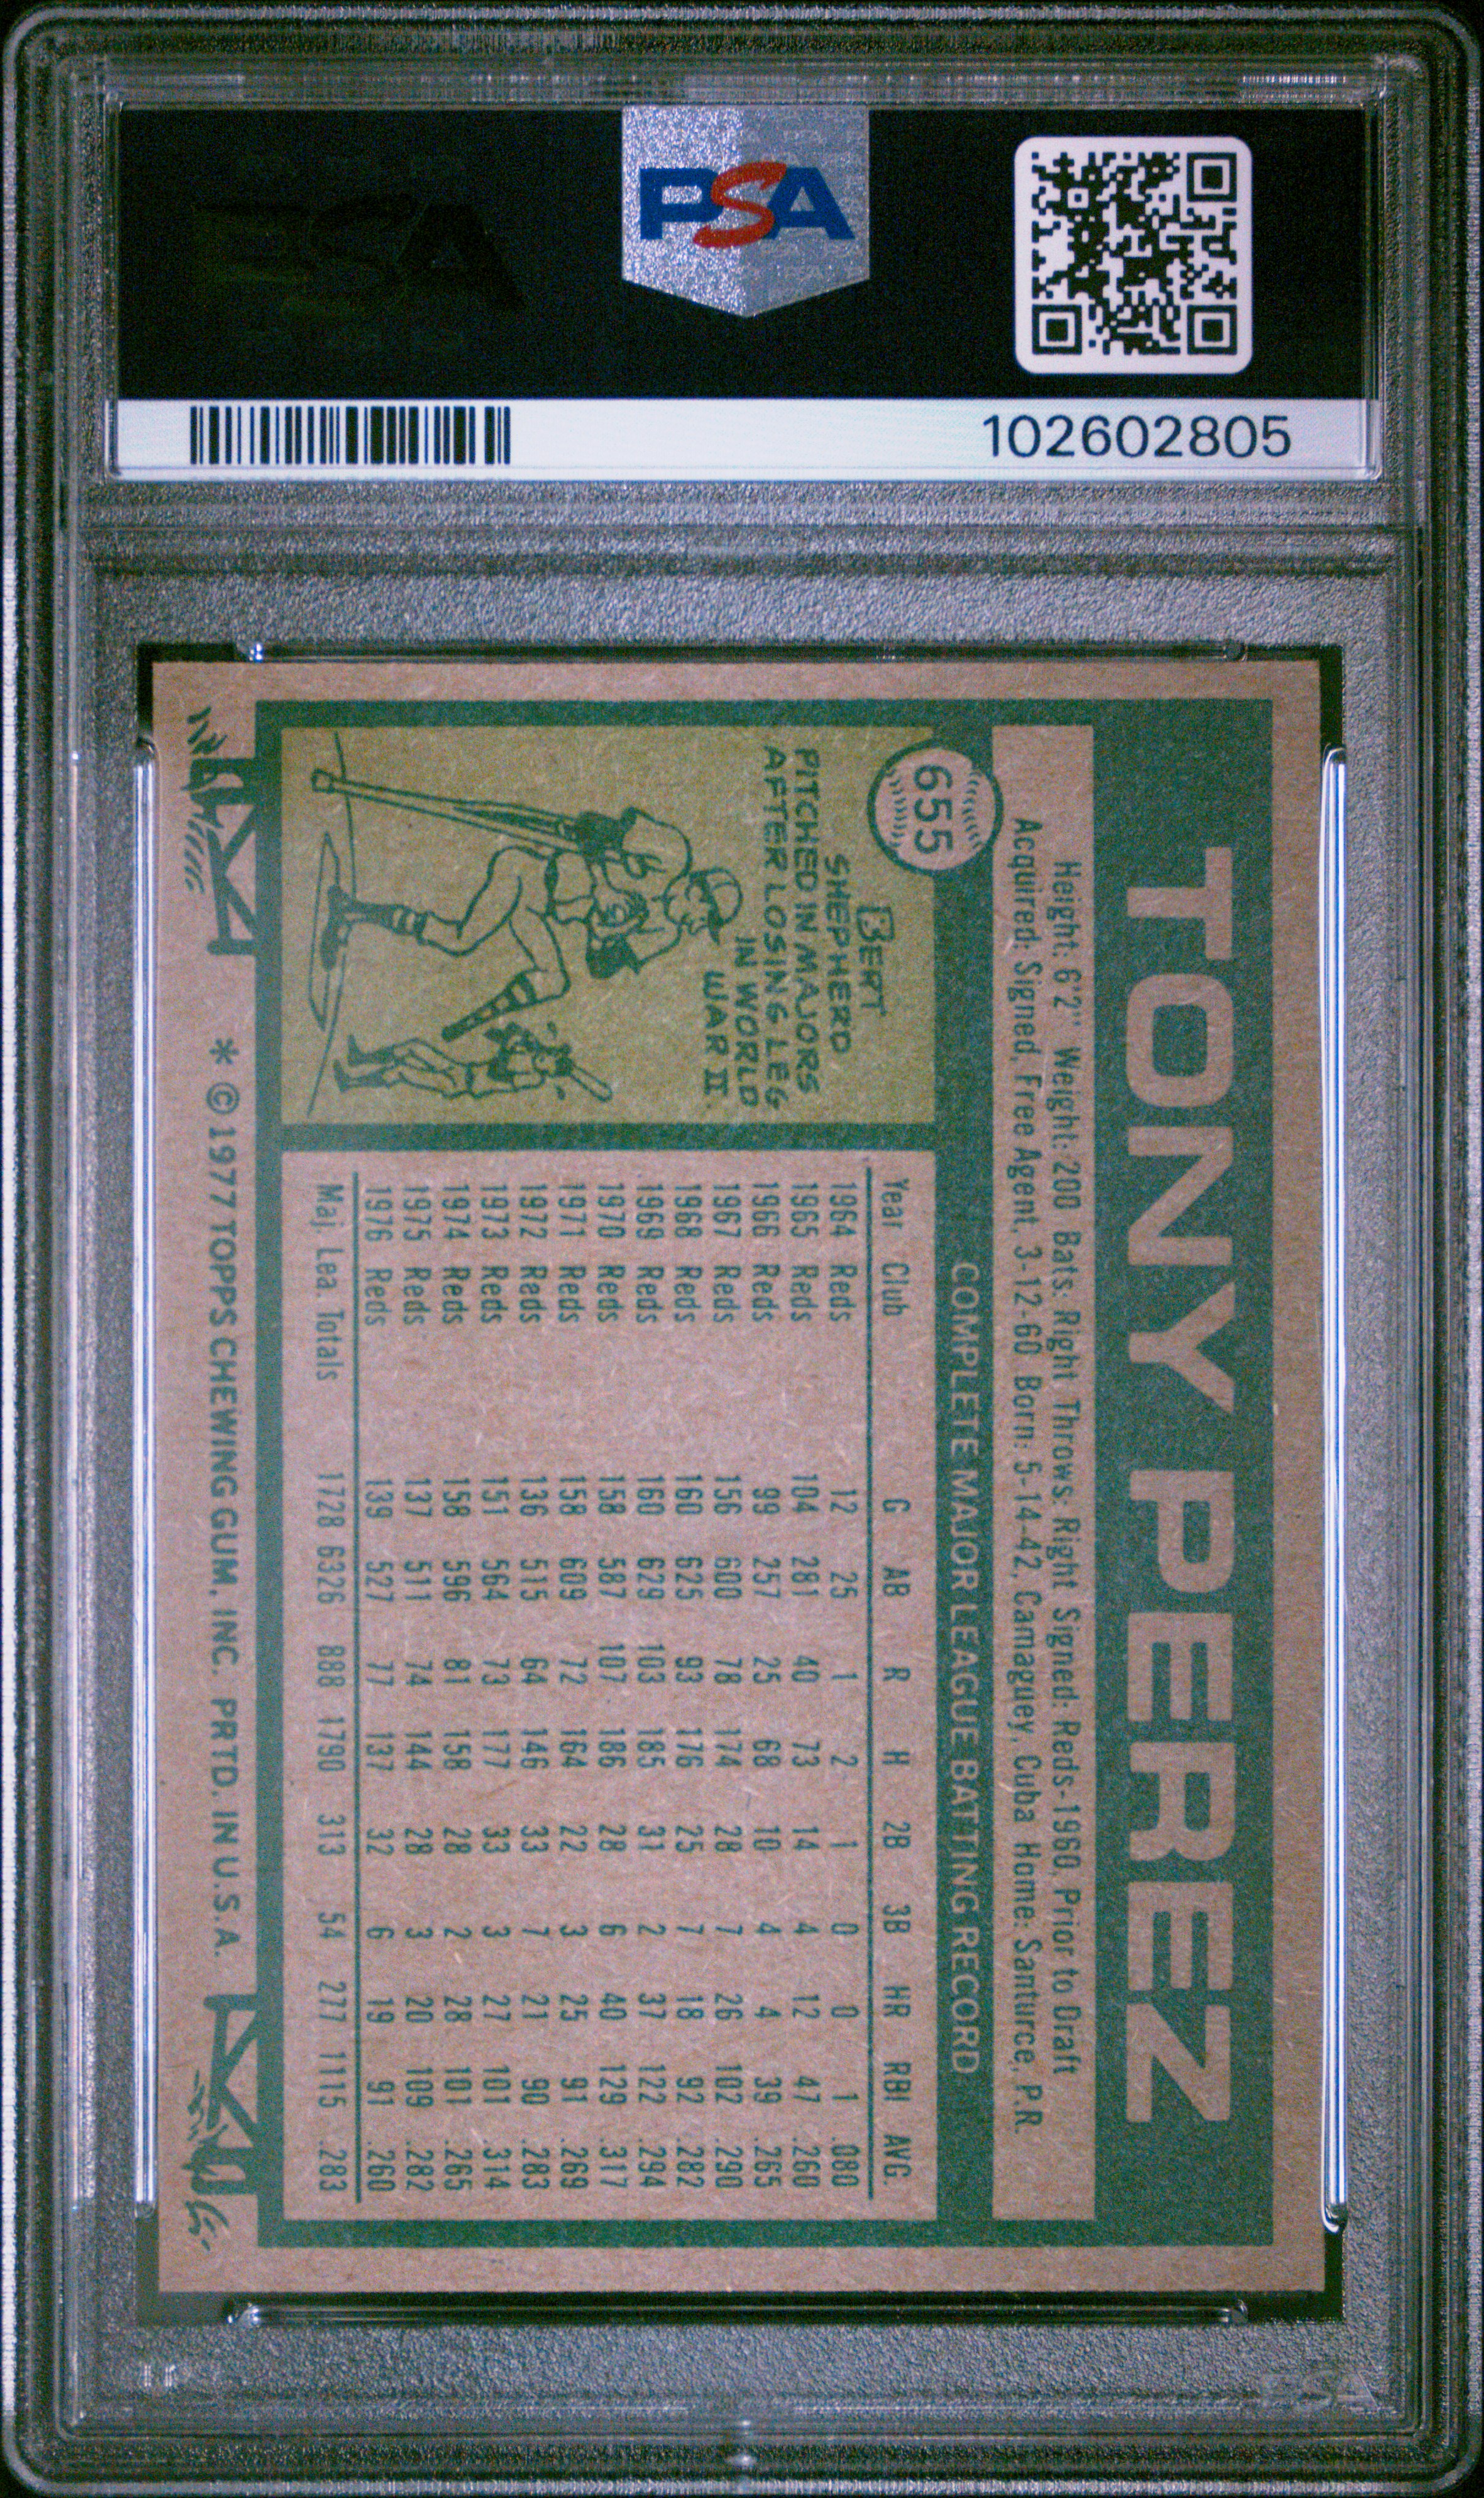 PSA
102602805
TONY PEREZ
655
Height: 6'2" Weight: 200 Bats: Right Throws: Right Signed: Reds-1960, Prior to Draft
Acquired: Signed, Free Agent, 3-12-60 Born: 5-14-42, Camaguey, Cuba Home: Santurce, P.R.
COMPLETE MAJOR LEAGUE BATTING RECORD
BERT
SHEPHERD
PITCHED IN MAJORS
AFTER LOSING LEG
IN WORLD
WAR II.
Year Club G AB R H 2B 3B HR RBI AVG.
1964 Reds 12 25 1 2 1 0 0 1 .080
1965 Reds 104 281 40 73 14 4 12 47 .260
1966 Reds 99 257 25 68 10 4 4 39 .265
1967 Reds 156 600 78 174 28 7 26 102 .290
1968 Reds 160 625 93 176 25 7 18 92 .282
1969 Reds 160 629 103 185 31 2 37 122 .294
1970 Reds 158 587 107 186 28 6 40 129 .317
1971 Reds 158 609 72 164 22 3 25 91 .269
1972 Reds 136 515 64 146 33 7 21 90 .283
1973 Reds 151 564 73 177 33 3 27 101 .314
1974 Reds 158 596 81 158 28 2 28 101 .265
1975 Reds 137 511 74 144 28 3 20 109 .282
1976 Reds 139 527 77 137 32 6 19 91 .260
Maj. Lea. Totals 1728 6326 888 1790 313 54 277 1115 .283
* © 1977 TOPPS CHEWING GUM, INC. PRTD. IN U.S.A.
PSA